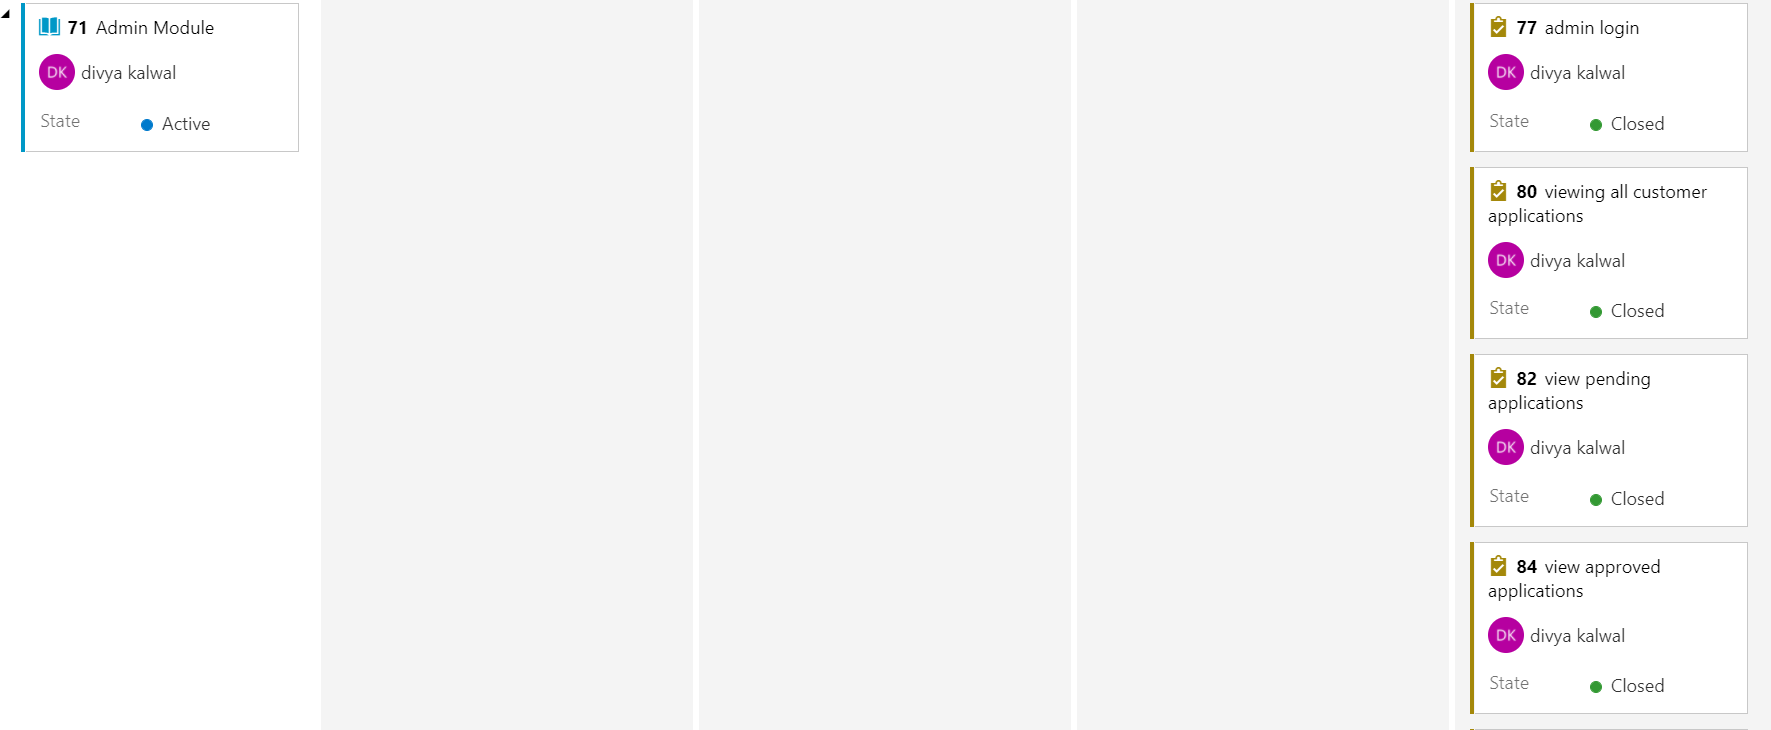 71 Admin Module
DK divya kalwal
State Active
77 admin login
DK divya kalwal
State Closed
80 viewing all customer
applications
DK divya kalwal
State Closed
82 view pending
applications
DK divya kalwal
State Closed
84 view approved
applications
DK divya kalwal
State Closed